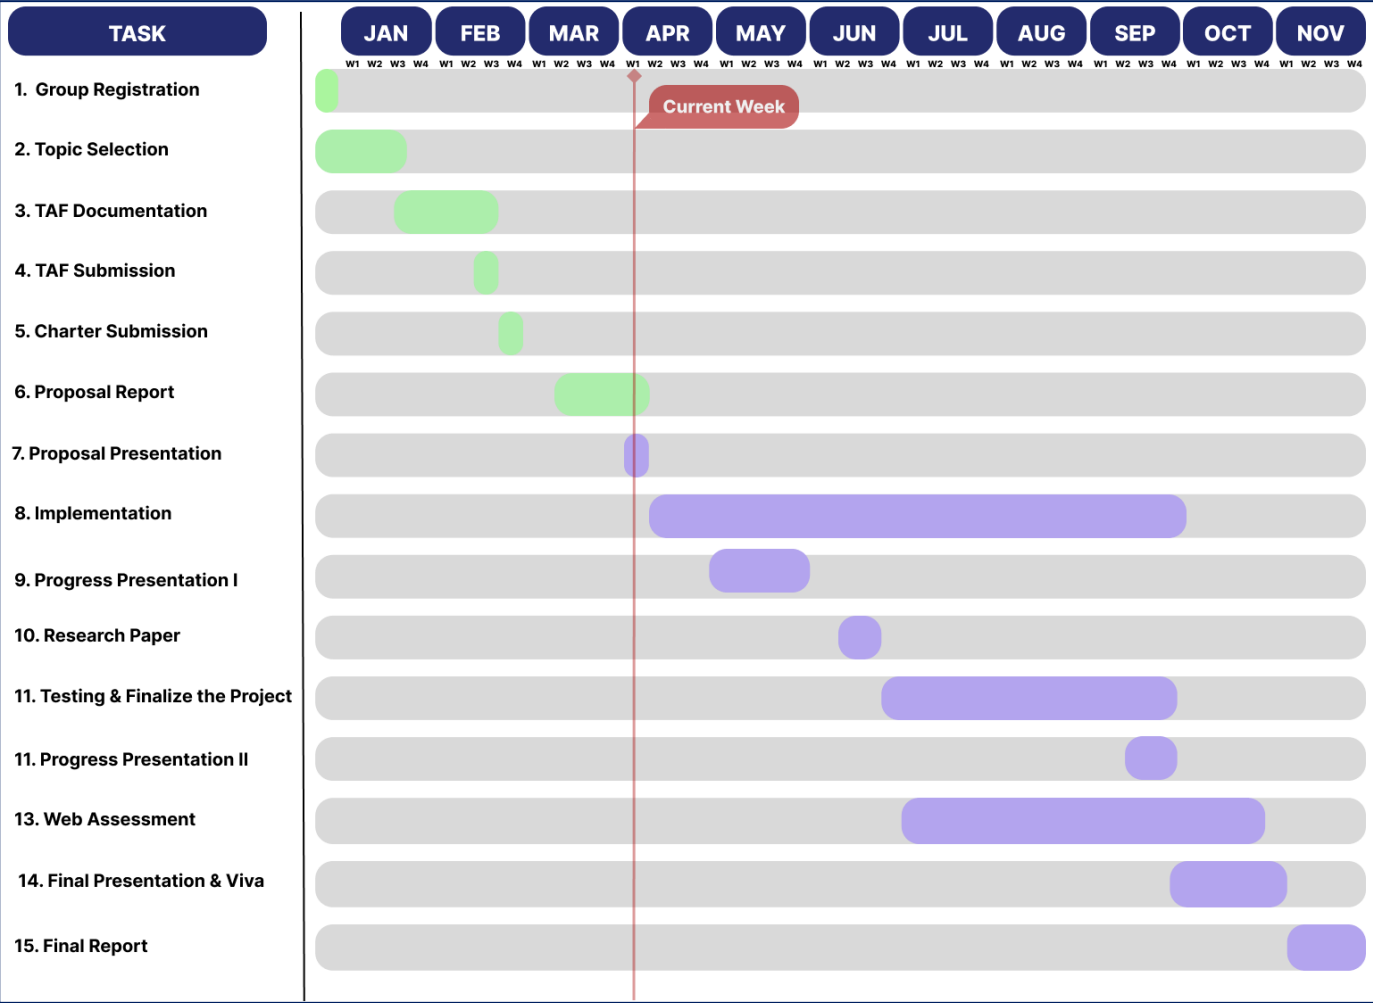 TASK JAN FEB MAR APR MAY JUN JUL AUG SEP OCT NOV
W1 W2 W3 W4 W1 W2 W3 W4 W1 W2 W3 W4 W1 W2 W3 W4 W1 W2 W3 W4 W1 W2 W3 W4 W1 W2 W3 W4 W1 W2 W3 W4 W1 W2 W3 W4 W1 W2 W3 W4 W1 W2 W3 W4
1. Group Registration
Current Week
2. Topic Selection
3. TAF Documentation
4. TAF Submission
5. Charter Submission
6. Proposal Report
7. Proposal Presentation
8. Implementation
9. Progress Presentation I
10. Research Paper
11. Testing & Finalize the Project
11. Progress Presentation II
13. Web Assessment
14. Final Presentation & Viva
15. Final Report